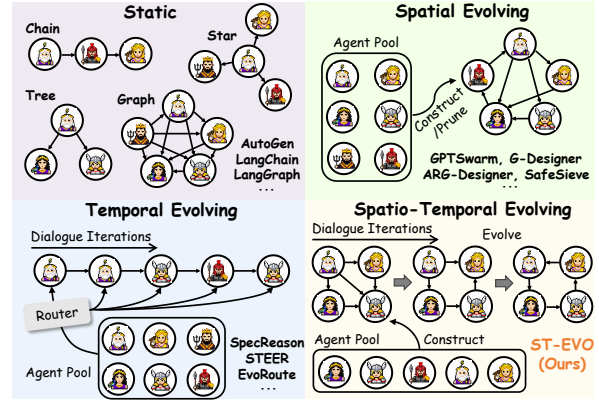 Static
Chain
Star
Tree
Graph
AutoGen
LangChain
LangGraph
...
Spatial Evolving
Agent Pool
Construct
/Prune
GPTSwarm, G-Designer
ARG-Designer, SafeSieve
...
Temporal Evolving
Dialogue Iterations
Router
Agent Pool
SpecReason
STEER
EvoRoute
...
Spatio-Temporal Evolving
Dialogue Iterations
Evolve
Agent Pool
Construct
ST-EVO
(Ours)